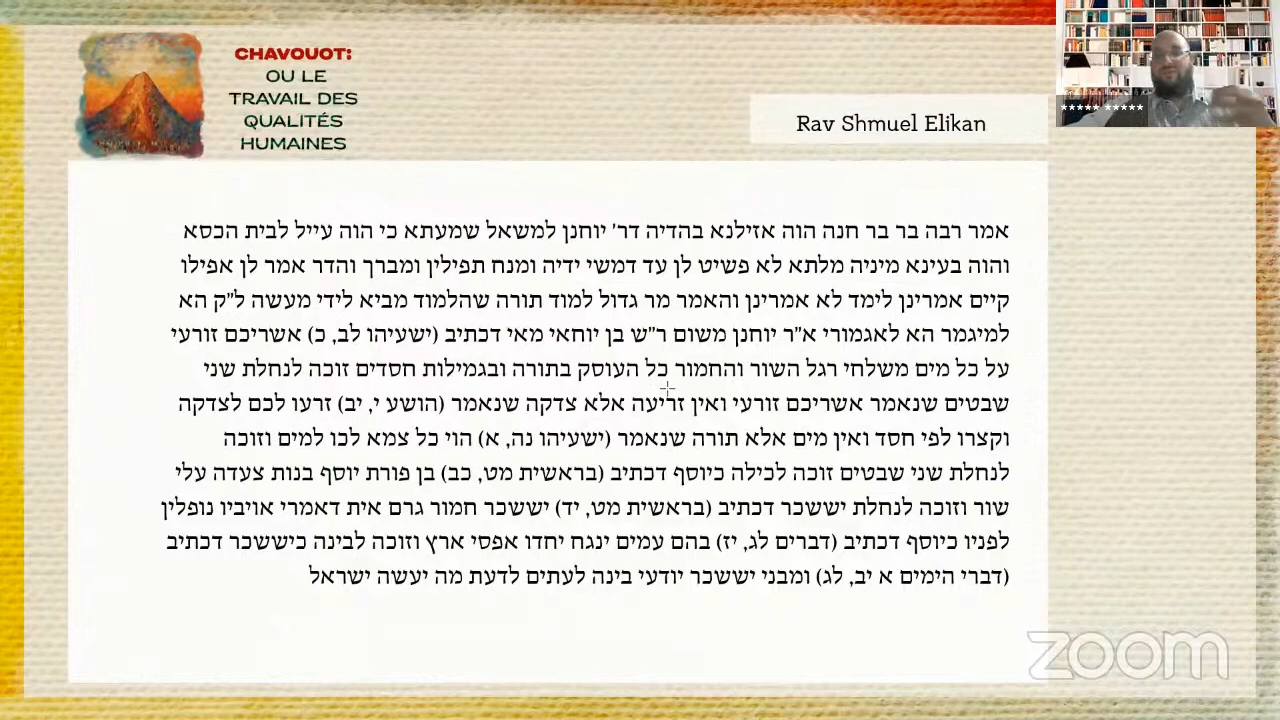 CHAVOUOT:
OU LE
TRAVAIL DES
QUALITÉS
HUMAINES
Rav Shmuel Elikan
***** *****
אמר רבה בר בר חנה הוה אזילנא בהדיה דר' יוחנן למשאל שמעתא כי הוה עייל לבית הכסא
והוה בעינא מיניה מלתא לא פשיט לן עד דמשי ידיה ומנח תפילין ומברך והדר אמר לן אפילו
קיים אמרינן לימד לא אמרינן והאמר מר גדול למוד תורה שהלמוד מביא לידי מעשה ל"ק הא
למיגמר הא לאגמורי א"ר יוחנן משום ר"ש בן יוחאי מאי דכתיב (ישעיהו לב, כ) אשריכם זורעי
על כל מים משלחי רגל השור והחמור כל העוסק בתורה ובגמילות חסדים זוכה לנחלת שני
שבטים שנאמר אשריכם זורעי ואין זריעה אלא צדקה שנאמר (הושע י, יב) זרעו לכם לצדקה
וקצרו לפי חסד ואין מים אלא תורה שנאמר (ישעיהו נה, א) הוי כל צמא לכו למים וזוכה
לנחלת שני שבטים זוכה לכילה כיוסף דכתיב (בראשית מט, כב) בן פורת יוסף בנות צעדה עלי
שור וזוכה לנחלת יששכר דכתיב (בראשית מט, יד) יששכר חמור גרם אית דאמרי אויביו נופלין
לפניו כיוסף דכתיב (דברים לג, יז) בהם עמים ינגח יחדו אפסי ארץ וזוכה לבינה כיששכר דכתיב
(דברי הימים א יב, לג) ומבני יששכר יודעי בינה לעתים לדעת מה יעשה ישראל
zoom